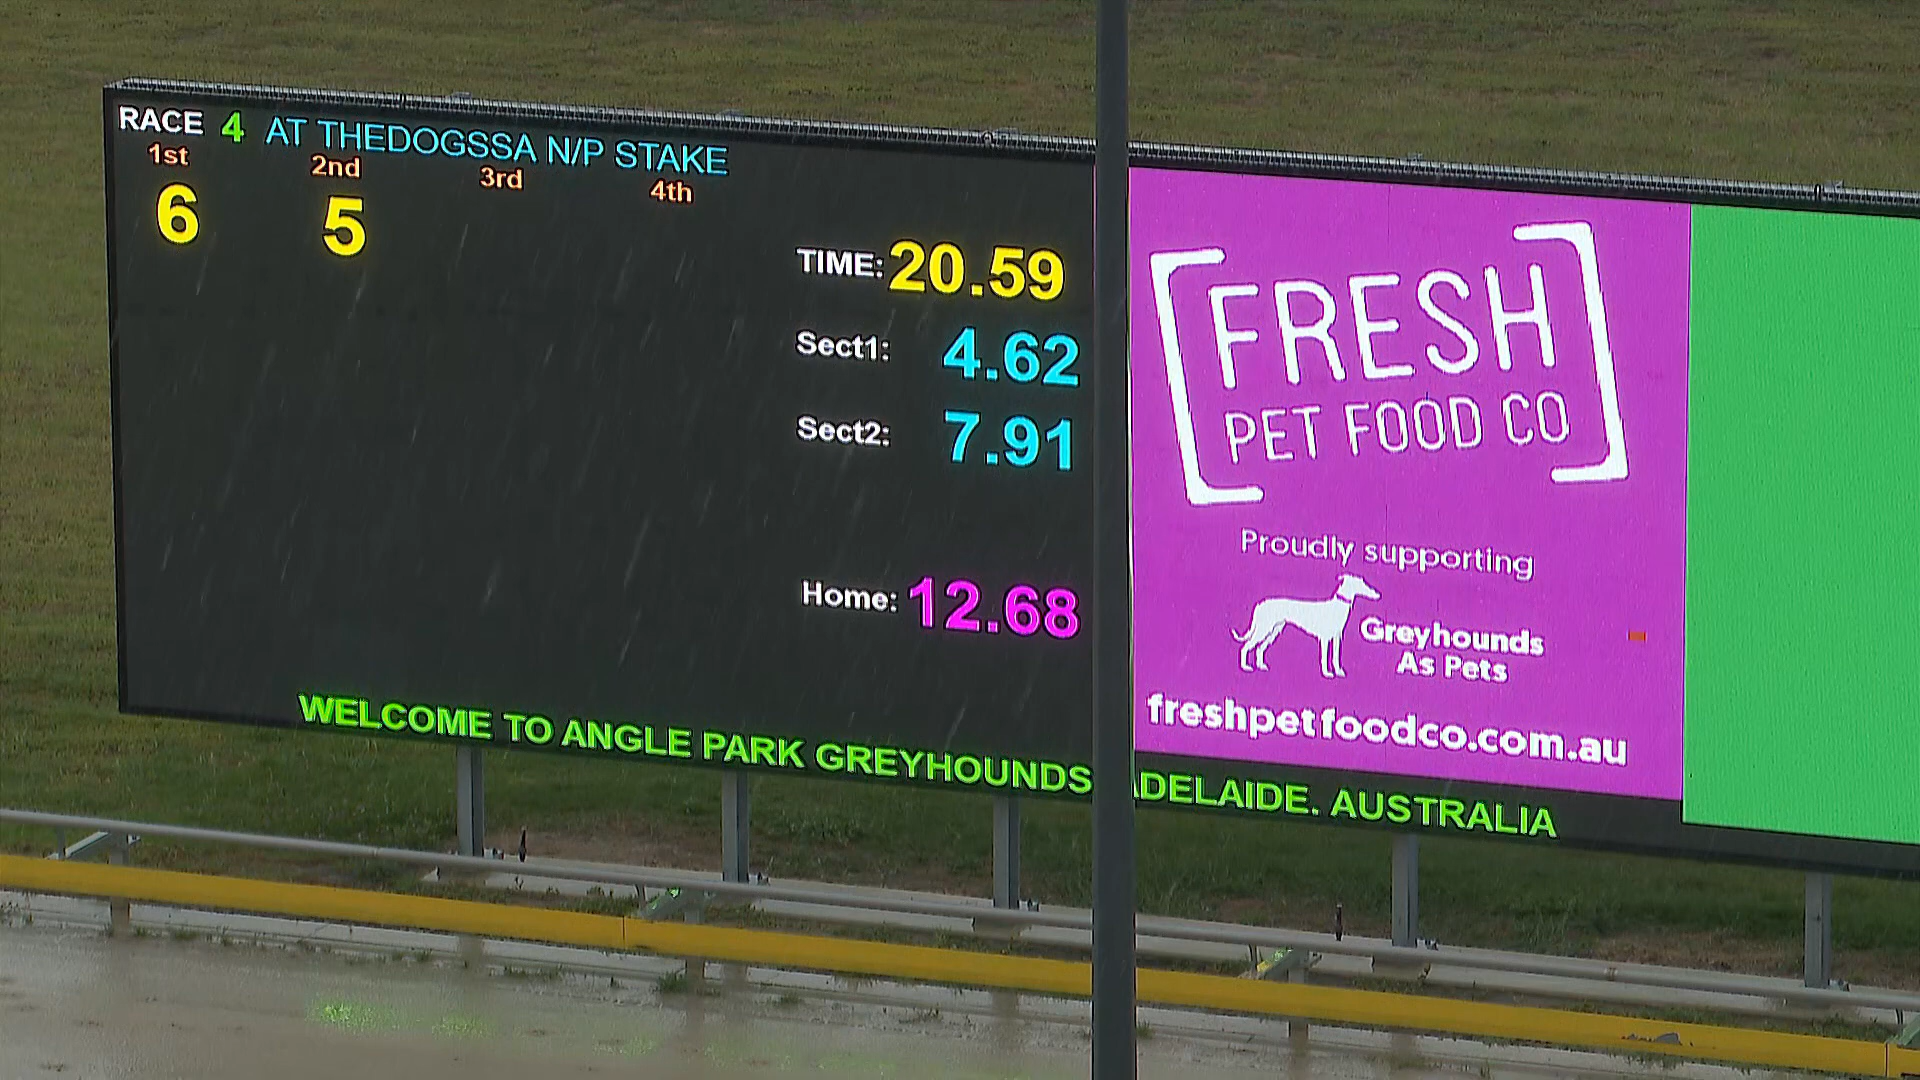 RACE 4 AT THEDOGSSA N/P STAKE
1st 2nd 3rd 4th
6 5
TIME: 20.59
Sect1: 4.62
Sect2: 7.91
Home: 12.68
WELCOME TO ANGLE PARK GREYHOUNDS ADELAIDE. AUSTRALIA
[FRESH
PET FOOD CO]
Proudly supporting
Greyhounds
As Pets
freshpetfoodco.com.au